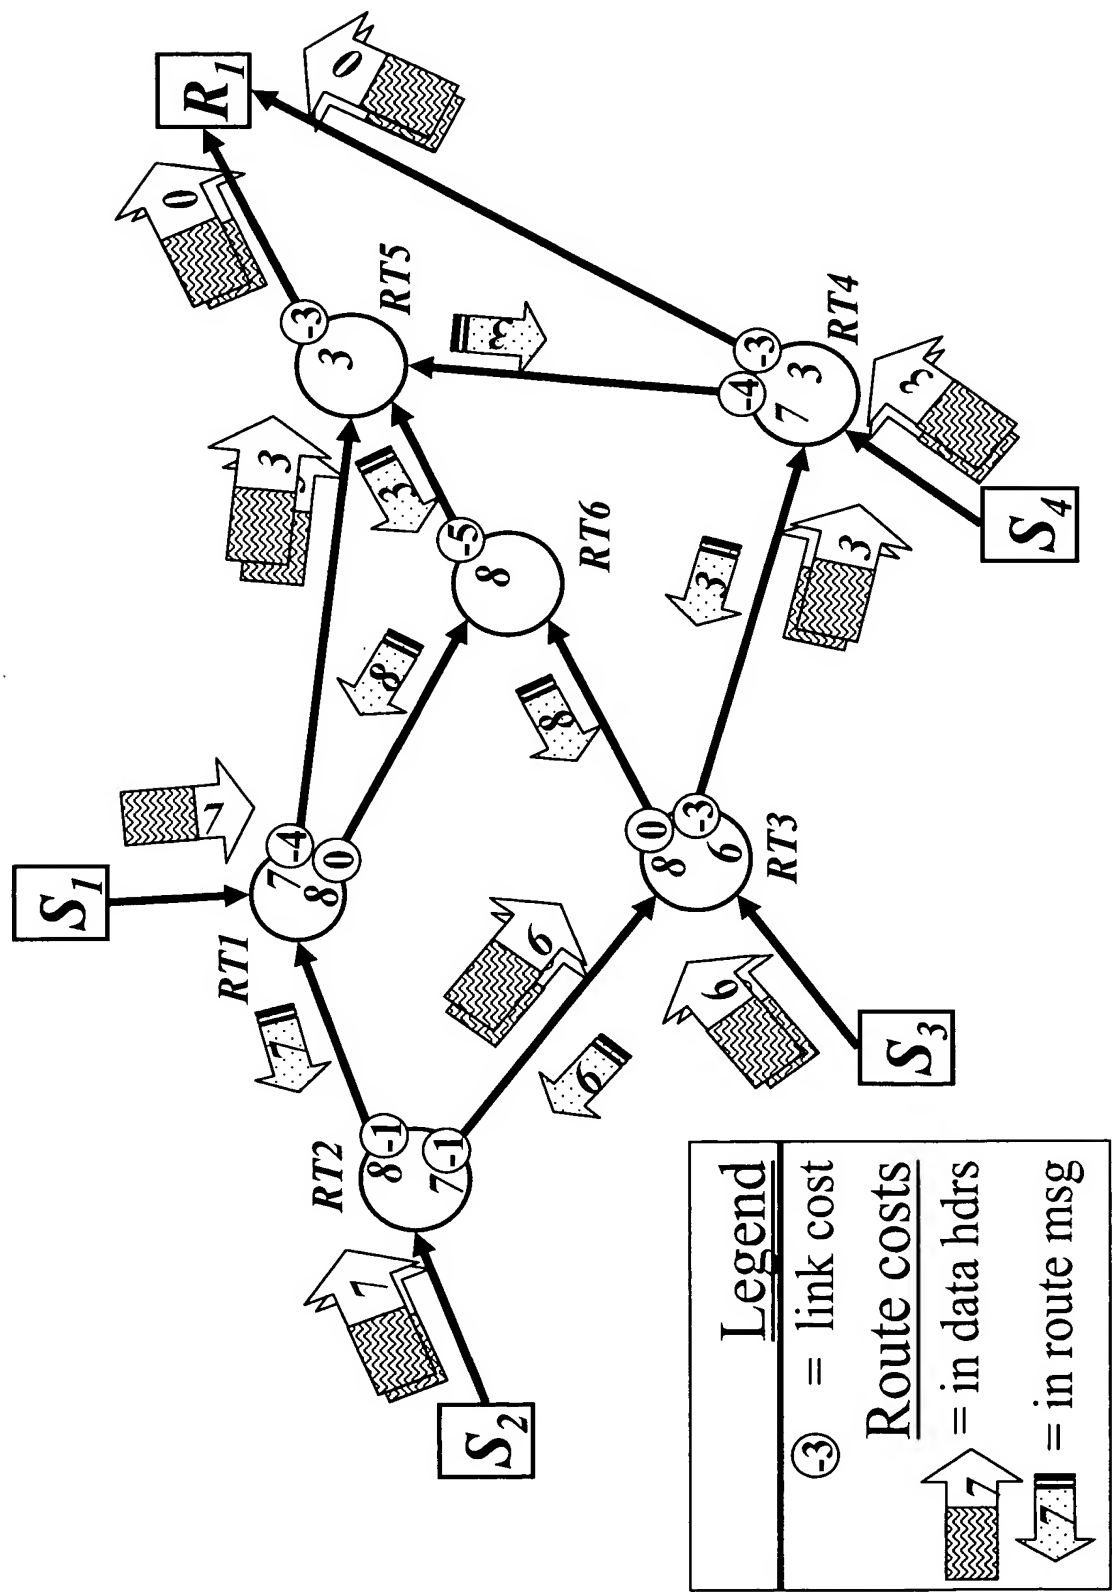 S1
R1
0
0
7
3
RT1
7 -4
8 0
3 -3
RT5
7
8
3
RT2
8 -1
7 -1
7
-5
8
RT6
3
6
8
6
0
8
-3
6
RT3
3
-4
-3
7 3
RT4
S2
6
3
3
S3
S4
Legend
-3 = link cost
Route costs
7 = in data hdrs
7 = in route msg